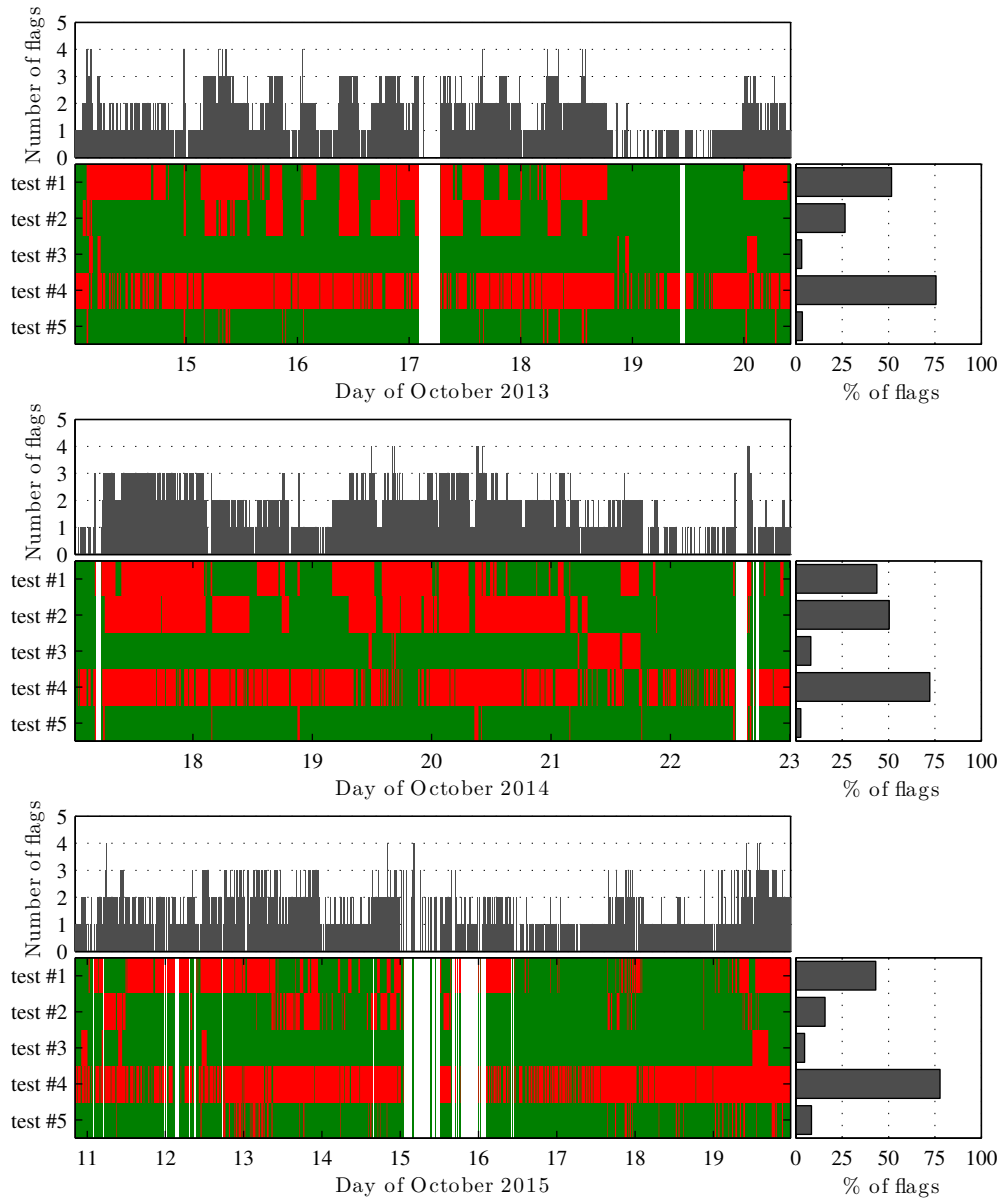 Number of flags
5
4
3
2
1
0
test #1
test #2
test #3
test #4
test #5
15 16 17 18 19 20
Day of October 2013
0 25 50 75 100
% of flags
Number of flags
5
4
3
2
1
0
test #1
test #2
test #3
test #4
test #5
18 19 20 21 22 23
Day of October 2014
0 25 50 75 100
% of flags
Number of flags
5
4
3
2
1
0
test #1
test #2
test #3
test #4
test #5
11 12 13 14 15 16 17 18 19
Day of October 2015
0 25 50 75 100
% of flags